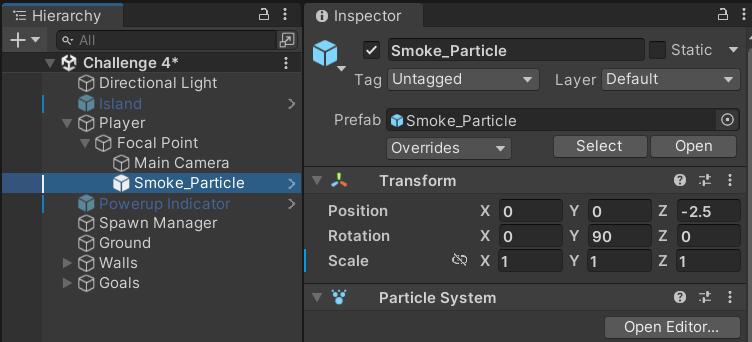 Hierarchy
All
Challenge 4*
Directional Light
Island
Player
Focal Point
Main Camera
Smoke_Particle
Powerup Indicator
Spawn Manager
Ground
Walls
Goals
Inspector
Smoke_Particle Static
Tag Untagged Layer Default
Prefab Smoke_Particle
Overrides Select Open
Transform
Position X 0 Y 0 Z -2.5
Rotation X 0 Y 90 Z 0
Scale X 1 Y 1 Z 1
Particle System
Open Editor...